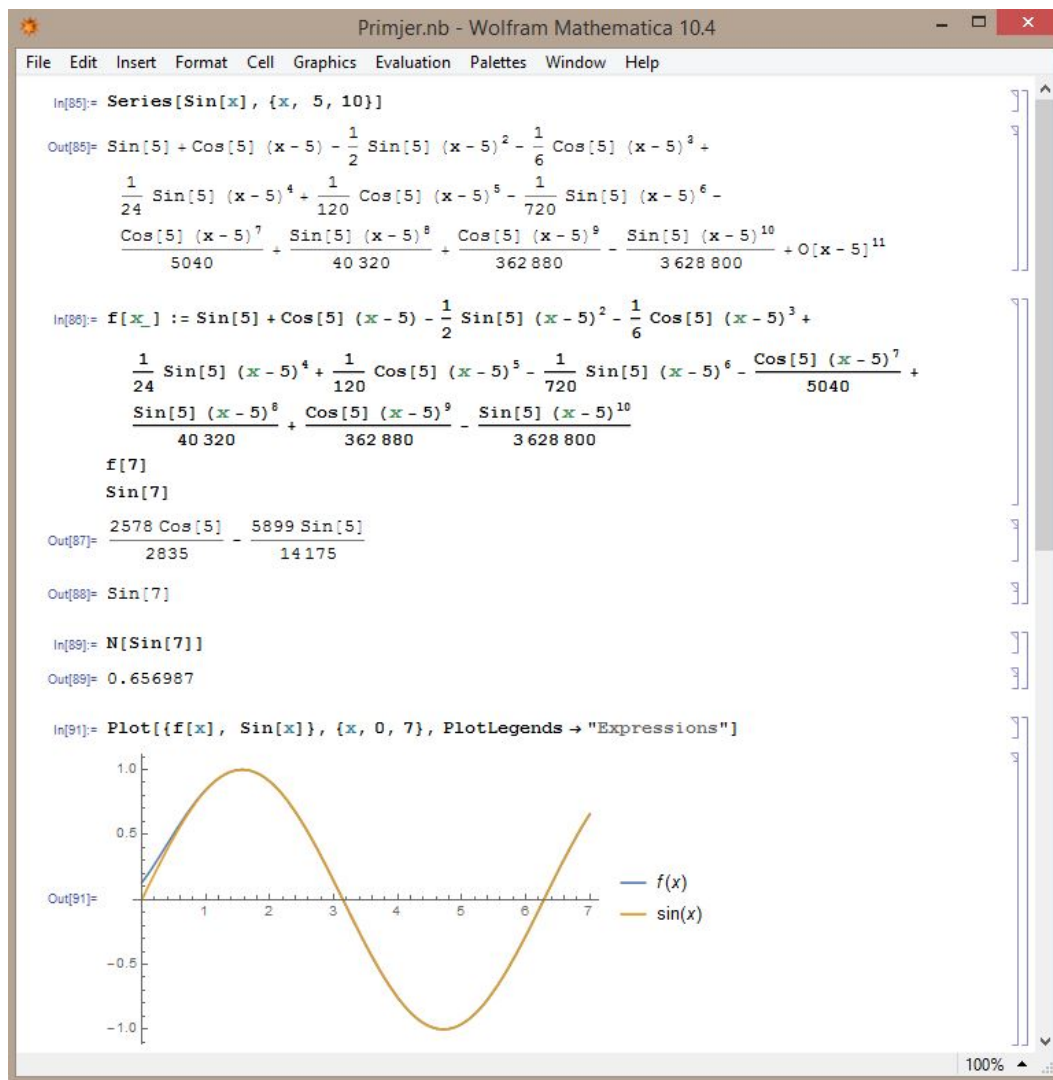 Primjer.nb - Wolfram Mathematica 10.4
File Edit Insert Format Cell Graphics Evaluation Palettes Window Help
In[85]:= Series[Sin[x], {x, 5, 10}]
Out[85]= Sin[5] + Cos[5] (x - 5) - 1/2 Sin[5] (x - 5)^2 - 1/6 Cos[5] (x - 5)^3 +
1/24 Sin[5] (x - 5)^4 + 1/120 Cos[5] (x - 5)^5 - 1/720 Sin[5] (x - 5)^6 -
Cos[5] (x - 5)^7/5040 + Sin[5] (x - 5)^8/40 320 + Cos[5] (x - 5)^9/362 880 - Sin[5] (x - 5)^10/3 628 800 + O[x - 5]^11
In[86]:= f[x_] := Sin[5] + Cos[5] (x - 5) - 1/2 Sin[5] (x - 5)^2 - 1/6 Cos[5] (x - 5)^3 +
1/24 Sin[5] (x - 5)^4 + 1/120 Cos[5] (x - 5)^5 - 1/720 Sin[5] (x - 5)^6 - Cos[5] (x - 5)^7/5040 +
Sin[5] (x - 5)^8/40 320 + Cos[5] (x - 5)^9/362 880 - Sin[5] (x - 5)^10/3 628 800
f[7]
Sin[7]
Out[87]= 2578 Cos[5]/2835 - 5899 Sin[5]/14 175
Out[88]= Sin[7]
In[89]:= N[Sin[7]]
Out[89]= 0.656987
In[91]:= Plot[{f[x], Sin[x]}, {x, 0, 7}, PlotLegends → "Expressions"]
1.0
0.5
Out[91]=
1 2 3 4 5 6 7
f(x)
sin(x)
-0.5
-1.0
100%